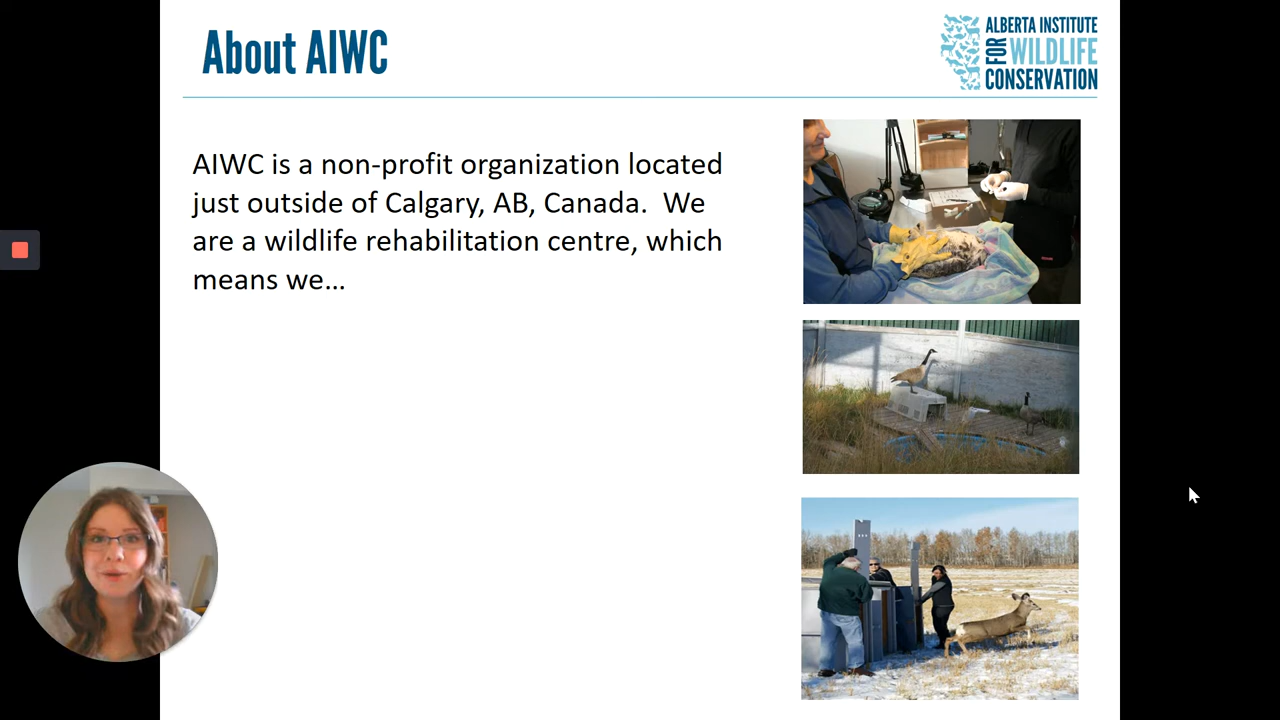 About AIWC
ALBERTA INSTITUTE
FOR WILDLIFE
CONSERVATION
AIWC is a non-profit organization located
just outside of Calgary, AB, Canada.  We
are a wildlife rehabilitation centre, which
means we...